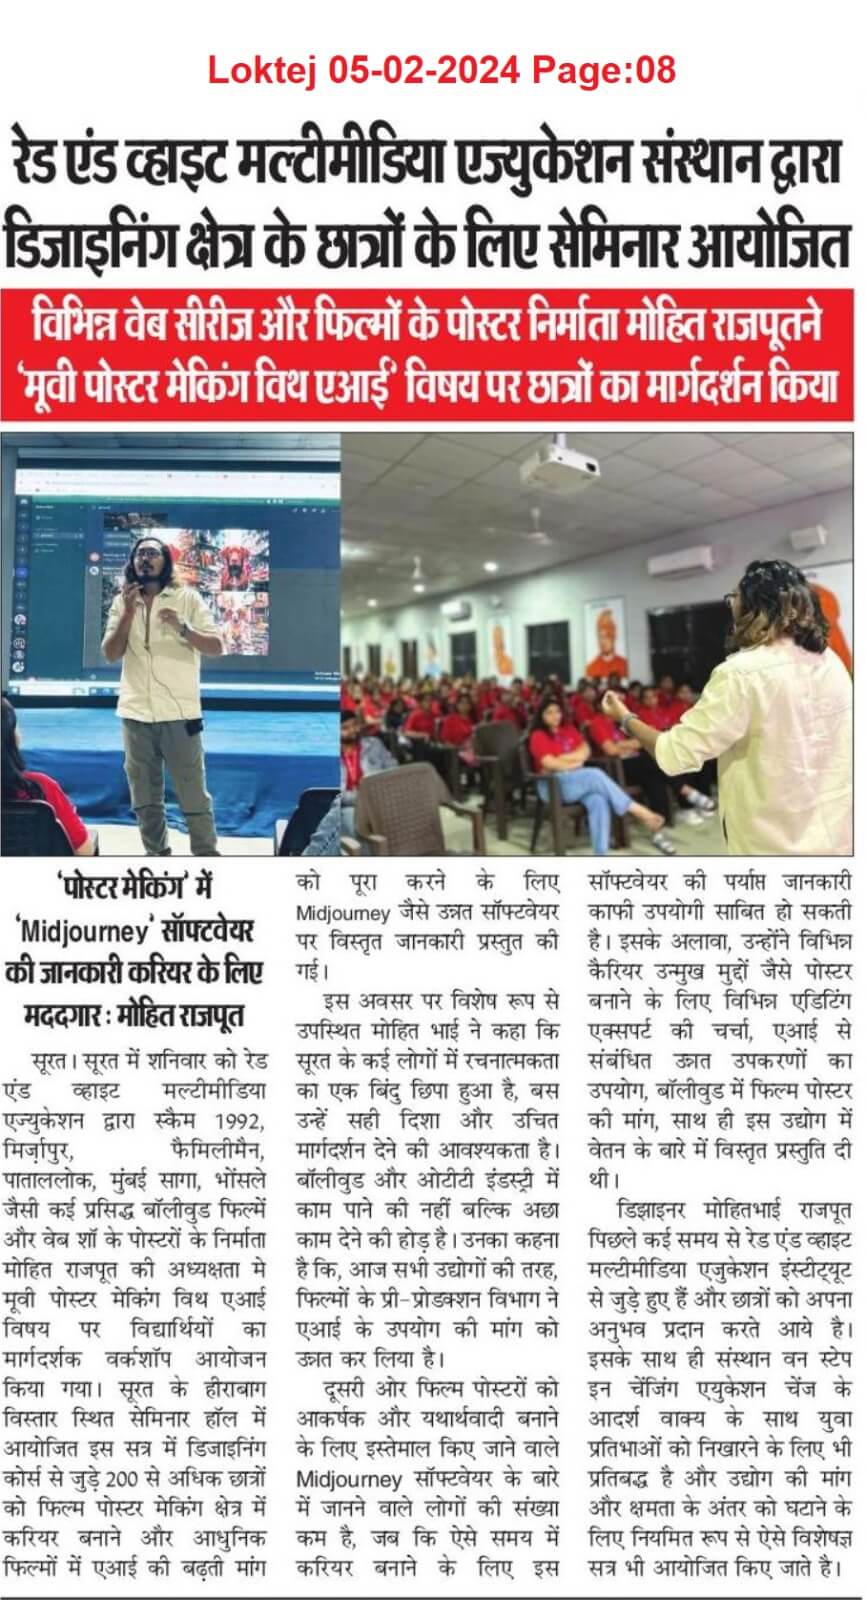 Loktej 05-02-2024 Page:08
रेड एंड व्हाइट मल्टीमीडिया एज्युकेशन संस्थान द्वारा
डिजाइनिंग क्षेत्र के छात्रों के लिए सेमिनार आयोजित
विभिन्न वेब सीरीज और फिल्मों के पोस्टर निर्माता मोहित राजपूतने
‘मूवी पोस्टर मेकिंग विथ एआई’ विषय पर छात्रों का मार्गदर्शन किया
‘पोस्टर मेकिंग’ में
‘Midjourney’ सॉफ्टवेयर
की जानकारी करियर के लिए
मददगार : मोहित राजपूत
सूरत। सूरत में शनिवार को रेड
एंड व्हाइट मल्टीमीडिया
एज्युकेशन द्वारा स्कैम 1992,
मिर्ज़ापुर, फैमिलीमैन,
पाताललोक, मुंबई सागा, भोंसले
जैसी कई प्रसिद्ध बॉलीवुड फिल्में
और वेब शॉ के पोस्टरों के निर्माता
मोहित राजपूत की अध्यक्षता मे
मूवी पोस्टर मेकिंग विथ एआई
विषय पर विद्यार्थियों का
मार्गदर्शक वर्कशॉप आयोजन
किया गया। सूरत के हीराबाग
विस्तार स्थित सेमिनार हॉल में
आयोजित इस सत्र में डिजाइनिंग
कोर्स से जुड़े 200 से अधिक छात्रों
को फिल्म पोस्टर मेकिंग क्षेत्र में
करियर बनाने और आधुनिक
फिल्मों में एआई की बढ़ती मांग
को पूरा करने के लिए
Midjourney जैसे उन्नत सॉफ्टवेयर
पर विस्तृत जानकारी प्रस्तुत की
गई।
इस अवसर पर विशेष रूप से
उपस्थित मोहित भाई ने कहा कि
सूरत के कई लोगों में रचनात्मकता
का एक बिंदु छिपा हुआ है, बस
उन्हें सही दिशा और उचित
मार्गदर्शन देने की आवश्यकता है।
बॉलीवुड और ओटीटी इंडस्ट्री में
काम पाने की नहीं बल्कि अछा
काम देने की होड़ है। उनका कहना
है कि, आज सभी उद्योगों की तरह,
फिल्मों के प्री-प्रोडक्शन विभाग ने
एआई के उपयोग की मांग को
उन्नत कर लिया है।
दूसरी ओर फिल्म पोस्टरों को
आकर्षक और यथार्थवादी बनाने
के लिए इस्तेमाल किए जाने वाले
Midjourney सॉफ्टवेयर के बारे
में जानने वाले लोगों की संख्या
कम है, जब कि ऐसे समय में
करियर बनाने के लिए इस
सॉफ्टवेयर की पर्याप्त जानकारी
काफी उपयोगी साबित हो सकती
है। इसके अलावा, उन्होंने विभिन्न
कैरियर उन्मुख मुद्दों जैसे पोस्टर
बनाने के लिए विभिन्न एडिटिंग
एक्सपर्ट की चर्चा, एआई से
संबंधित उन्नत उपकरणों का
उपयोग, बॉलीवुड में फिल्म पोस्टर
की मांग, साथ ही इस उद्योग में
वेतन के बारे में विस्तृत प्रस्तुति दी
थी।
डिझाइनर मोहितभाई राजपूत
पिछले कई समय से रेड एंड व्हाइट
मल्टीमीडिया एजुकेशन इंस्टीट्यूट
से जुड़े हुए हैं और छात्रों को अपना
अनुभव प्रदान करते आये है।
इसके साथ ही संस्थान वन स्टेप
इन चेंजिंग एयुकेशन चेंज के
आदर्श वाक्य के साथ युवा
प्रतिभाओं को निखारने के लिए भी
प्रतिबद्ध है और उद्योग की मांग
और क्षमता के अंतर को घटाने के
लिए नियमित रूप से ऐसे विशेषज्ञ
सत्र भी आयोजित किए जाते है।